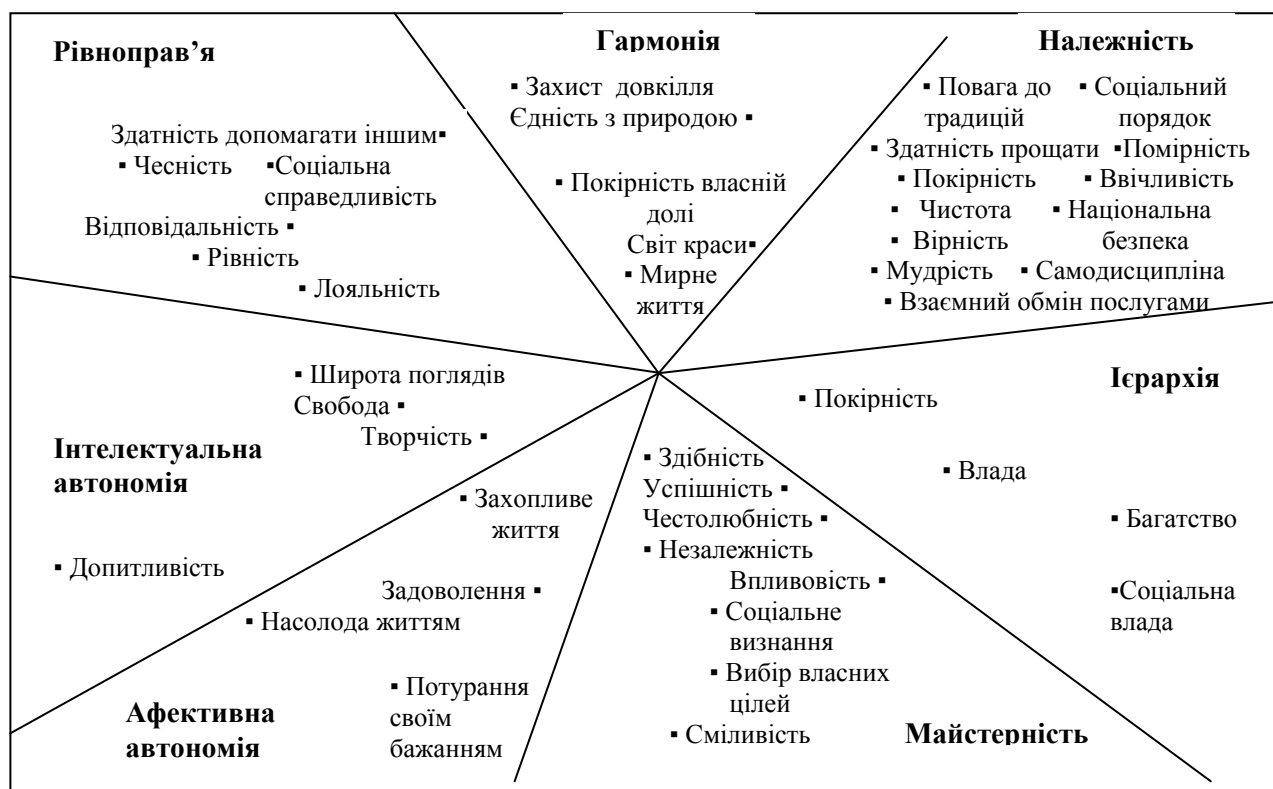 Рівноправ’я
Здатність допомагати іншим▪
▪ Чесність ▪Соціальна
справедливість
Відповідальність ▪
▪ Рівність
▪ Лояльність
Гармонія
▪ Захист довкілля
Єдність з природою ▪
▪ Покірність власній
долі
Світ краси▪
▪ Мирне
життя
Належність
▪ Повага до ▪ Соціальний
традицій порядок
▪ Здатність прощати ▪Помірність
▪ Покірність ▪ Ввічливість
▪ Чистота ▪ Національна
▪ Вірність безпека
▪ Мудрість ▪ Самодисципліна
▪ Взаємний обмін послугами
Ієрархія
▪ Покірність
▪ Влада
▪ Багатство
▪Соціальна
влада
▪ Широта поглядів
Свобода ▪
Творчість ▪
Інтелектуальна
автономія
▪ Допитливість
▪ Захопливе
життя
Задоволення ▪
▪ Насолода життям
▪ Потурання
своїм
бажанням
Афективна
автономія
▪ Здібність
Успішність ▪
Честолюбність ▪
▪ Незалежність
Впливовість ▪
▪ Соціальне
визнання
▪ Вибір власних
цілей
▪ Сміливість
Майстерність